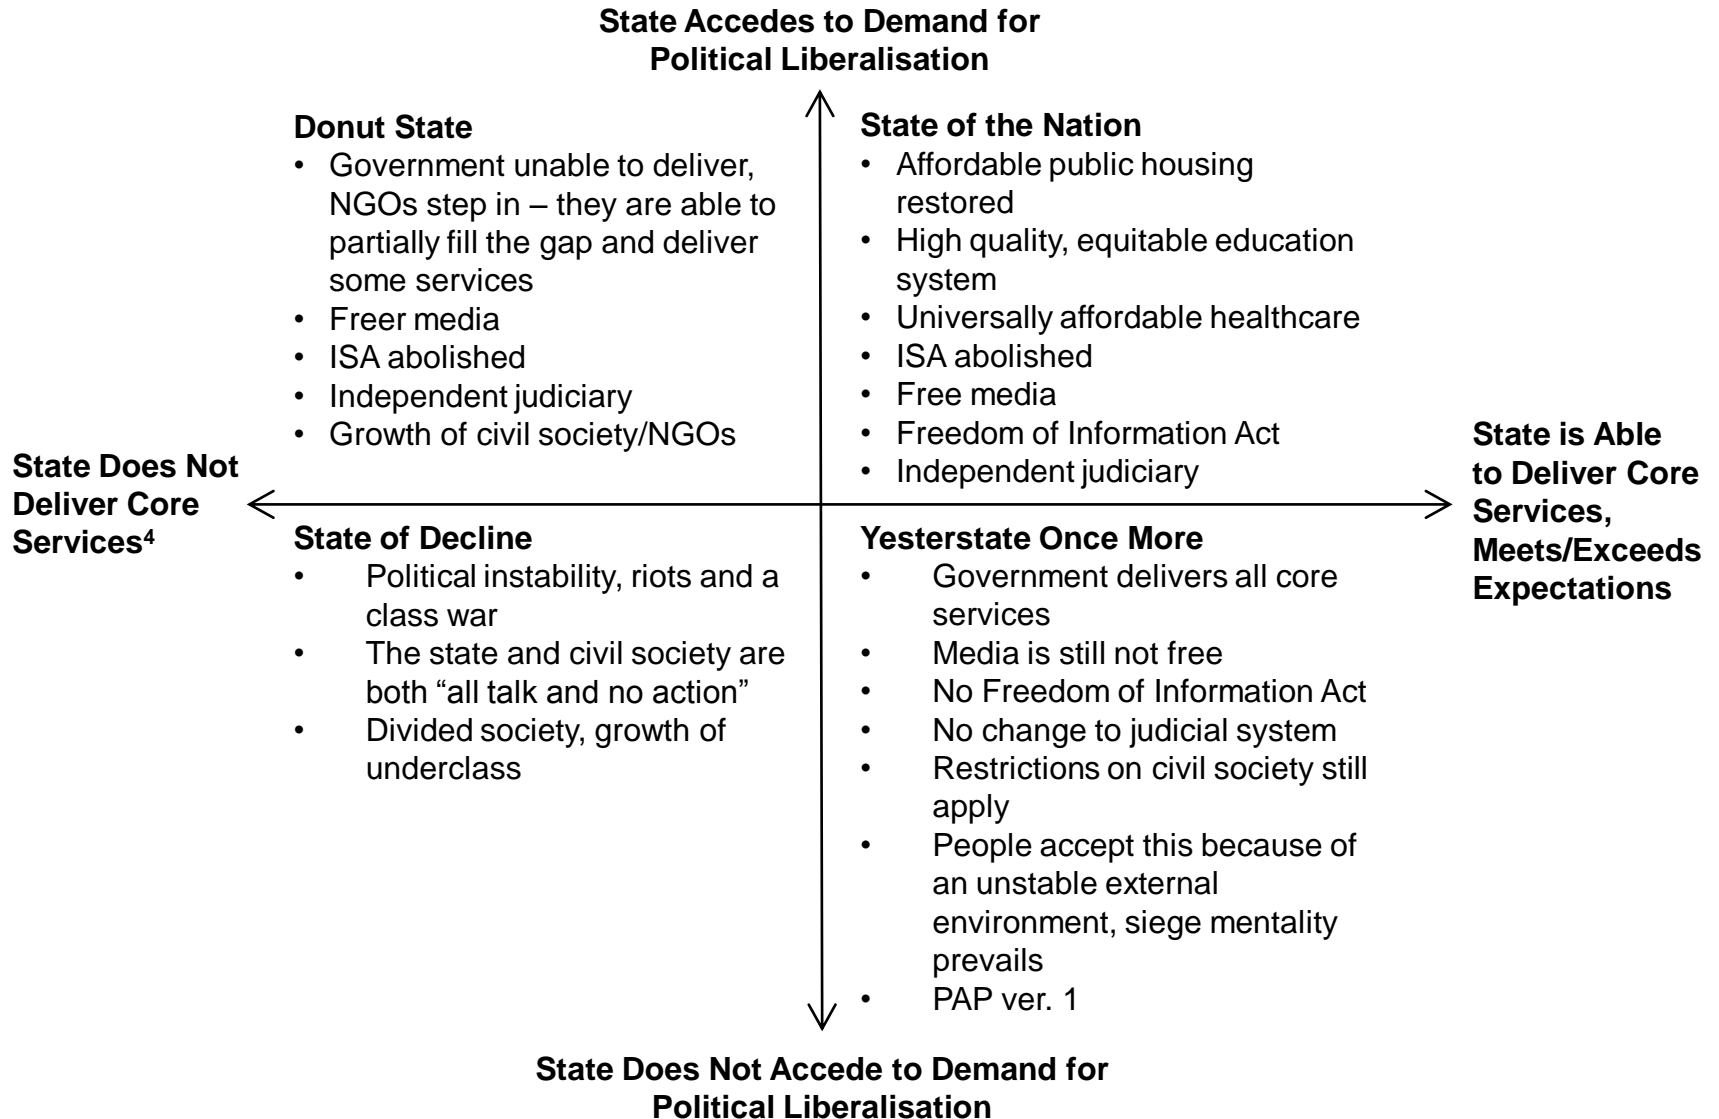 State Accedes to Demand for
Political Liberalisation
Donut State
• Government unable to deliver,
NGOs step in – they are able to
partially fill the gap and deliver
some services
• Freer media
• ISA abolished
• Independent judiciary
• Growth of civil society/NGOs
State of the Nation
• Affordable public housing
restored
• High quality, equitable education
system
• Universally affordable healthcare
• ISA abolished
• Free media
• Freedom of Information Act
• Independent judiciary
State Does Not
Deliver Core
Services⁴
State is Able
to Deliver Core
Services,
Meets/Exceeds
Expectations
State of Decline
• Political instability, riots and a
class war
• The state and civil society are
both “all talk and no action”
• Divided society, growth of
underclass
Yesterstate Once More
• Government delivers all core
services
• Media is still not free
• No Freedom of Information Act
• No change to judicial system
• Restrictions on civil society still
apply
• People accept this because of
an unstable external
environment, siege mentality
prevails
• PAP ver. 1
State Does Not Accede to Demand for
Political Liberalisation